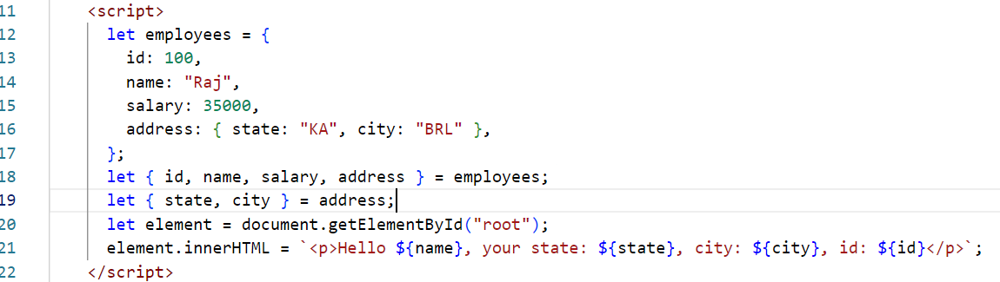 11 <script>
12 let employees = {
13 id: 100,
14 name: "Raj",
15 salary: 35000,
16 address: { state: "KA", city: "BRL" },
17 };
18 let { id, name, salary, address } = employees;
19 let { state, city } = address;
20 let element = document.getElementById("root");
21 element.innerHTML = `<p>Hello ${name}, your state: ${state}, city: ${city}, id: ${id}</p>`;
22 </script>